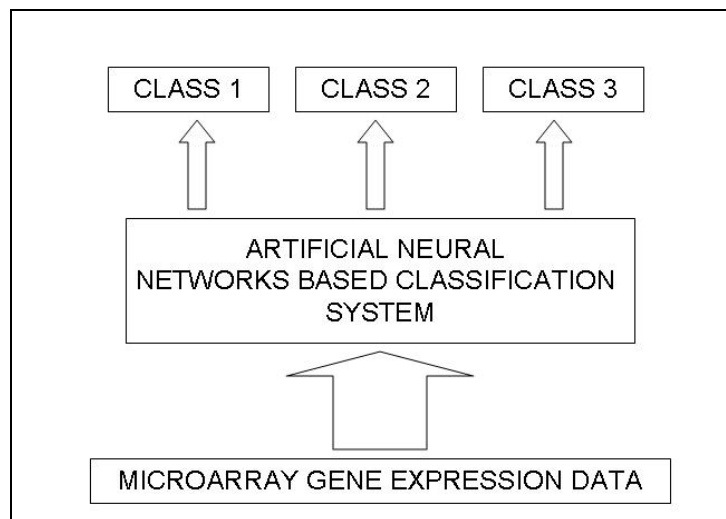 CLASS 1 CLASS 2 CLASS 3
ARTIFICIAL NEURAL
NETWORKS BASED CLASSIFICATION
SYSTEM
MICROARRAY GENE EXPRESSION DATA